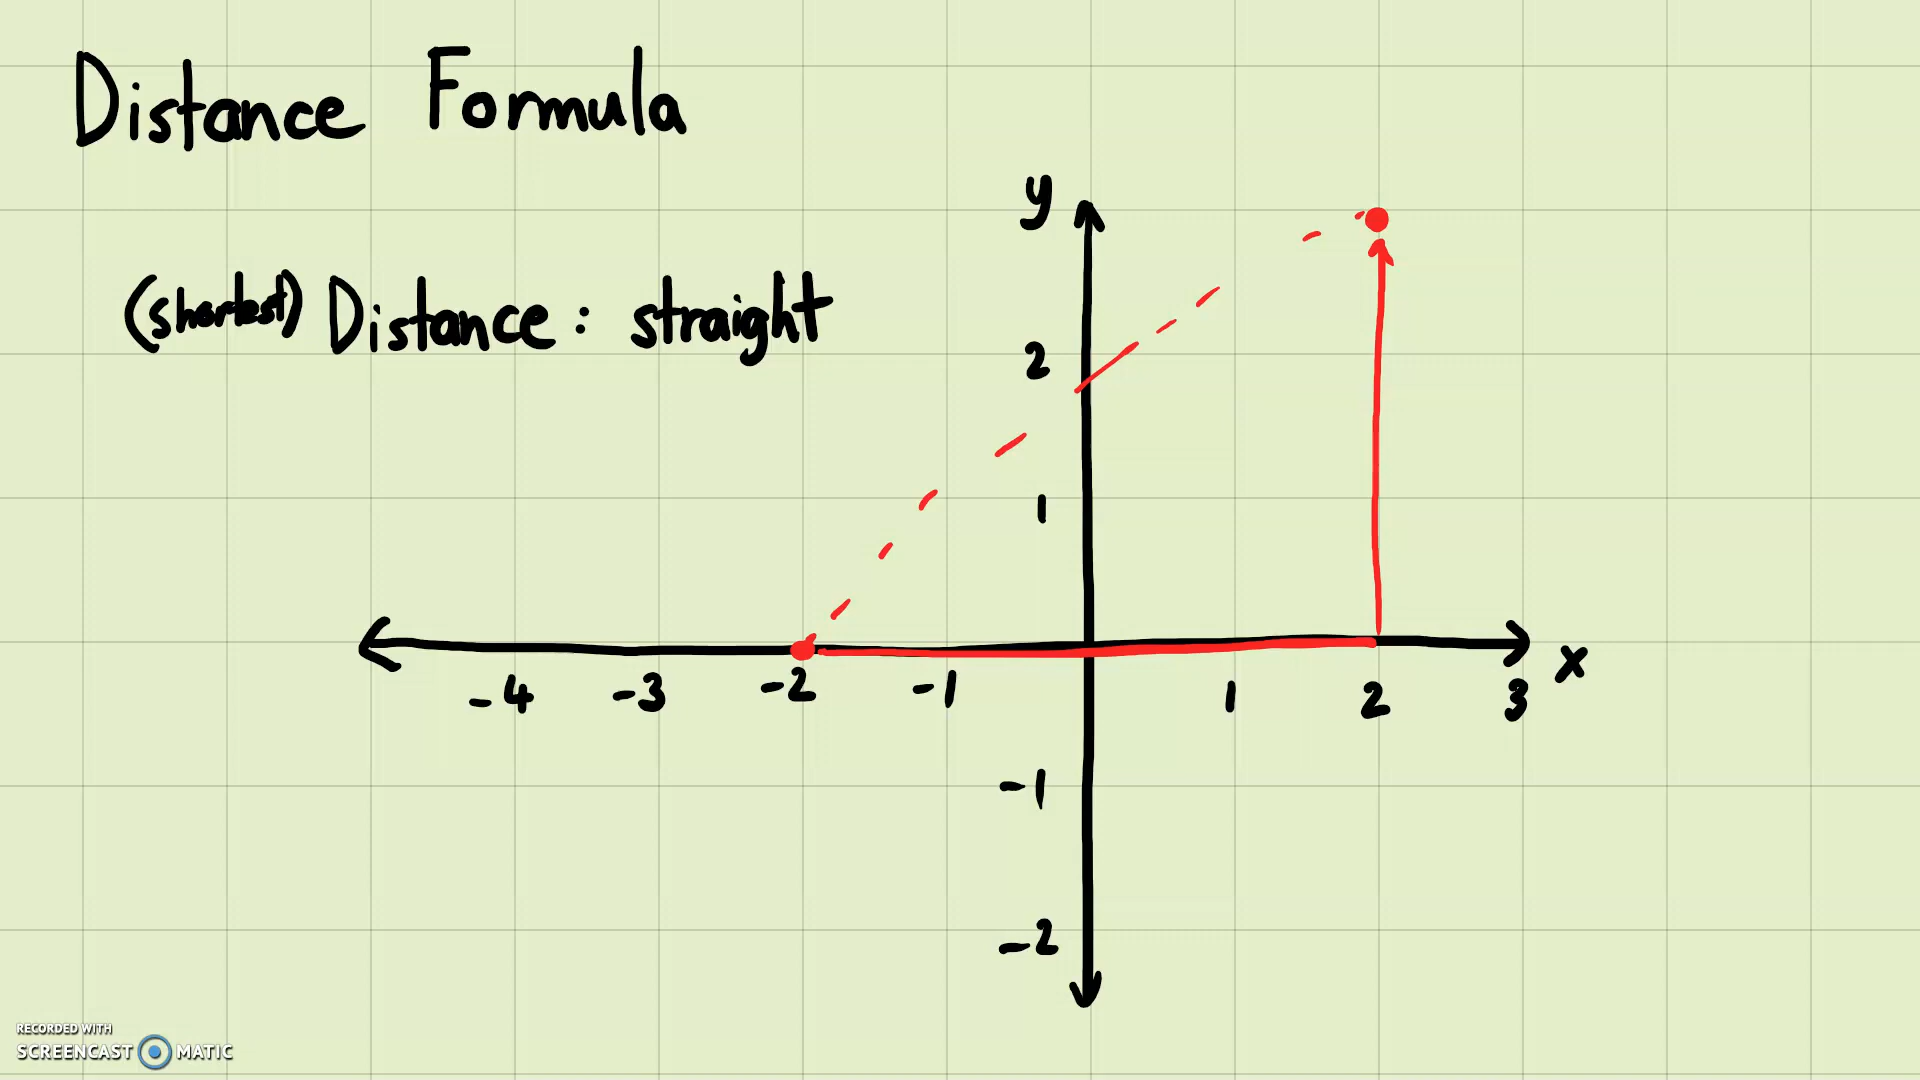 Distance Formula
y
(shortest) Distance: straight
2
1
x
-4 -3 -2 -1 1 2 3
-1
-2
RECORDED WITH
SCREENCAST MATIC